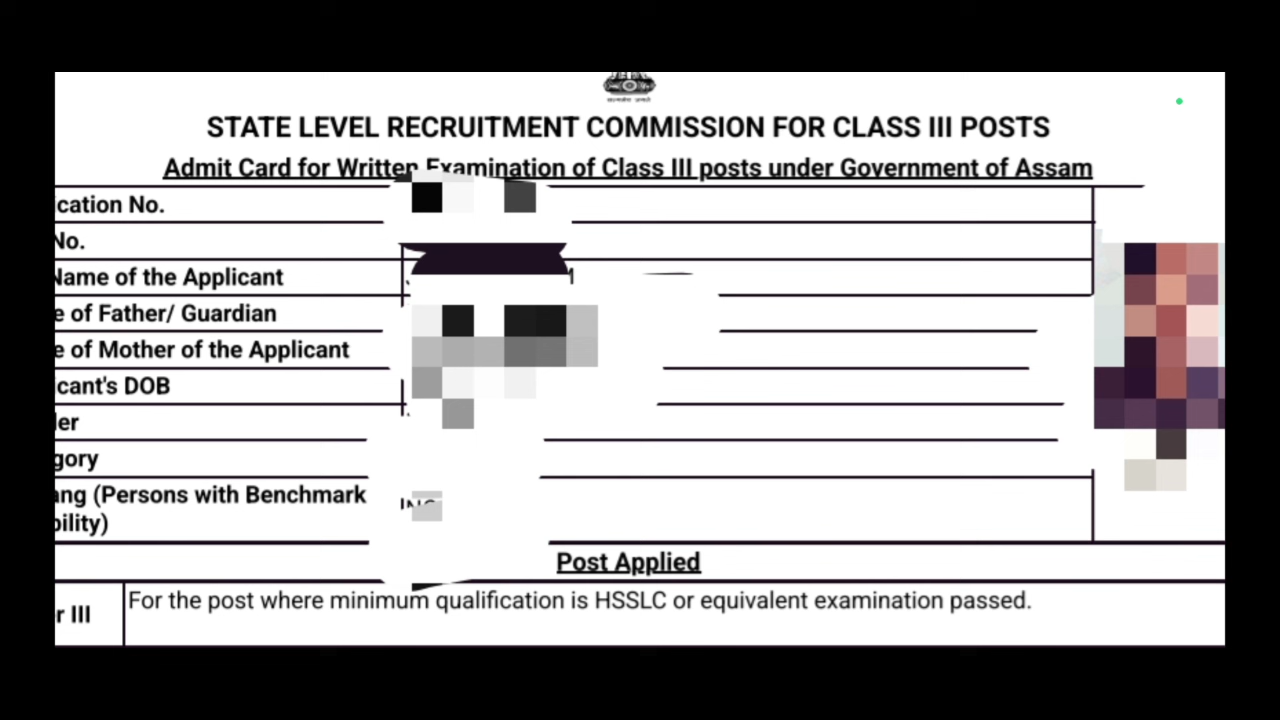 STATE LEVEL RECRUITMENT COMMISSION FOR CLASS III POSTS
Admit Card for Written Examination of Class III posts under Government of Assam
cation No.
No.
Name of the Applicant
e of Father/ Guardian
e of Mother of the Applicant
cant's DOB
er
gory
ang (Persons with Benchmark
bility)
Post Applied
r III
For the post where minimum qualification is HSSLC or equivalent examination passed.